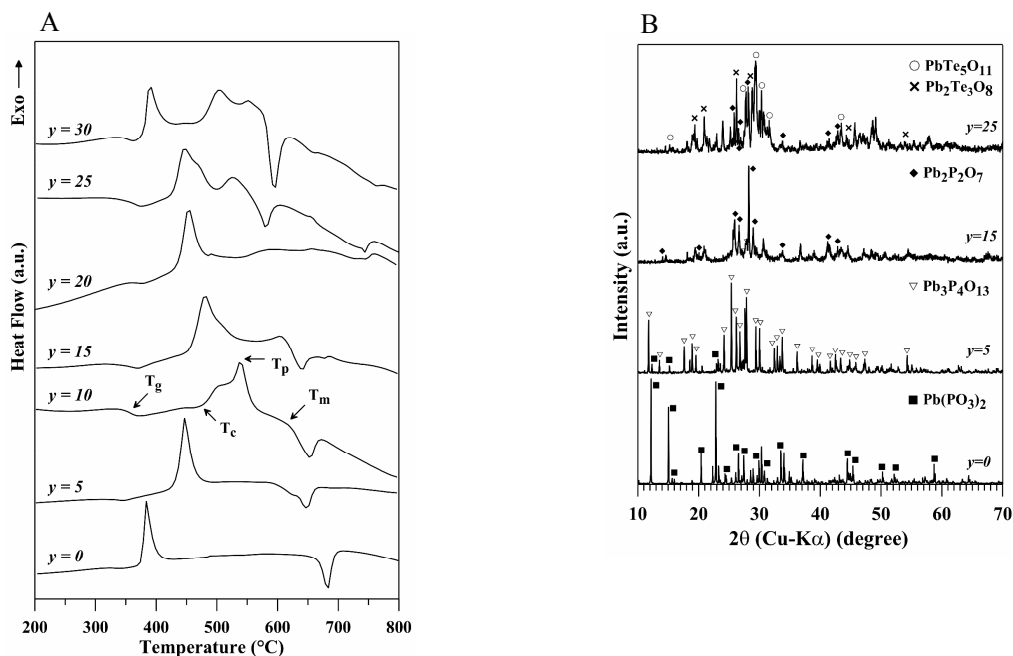 A
Exo →
Heat Flow (a.u.)
y = 30
y = 25
y = 20
y = 15
y = 10
y = 5
y = 0
Tg
Tc
Tp
Tm
200 300 400 500 600 700 800
Temperature (°C)
B
Intensity (a.u.)
○ PbTe5O11
× Pb2Te3O8
y=25
◆ Pb2P2O7
y=15
▽ Pb3P4O13
y=5
■ Pb(PO3)2
y=0
10 20 30 40 50 60 70
2θ (Cu-Kα) (degree)